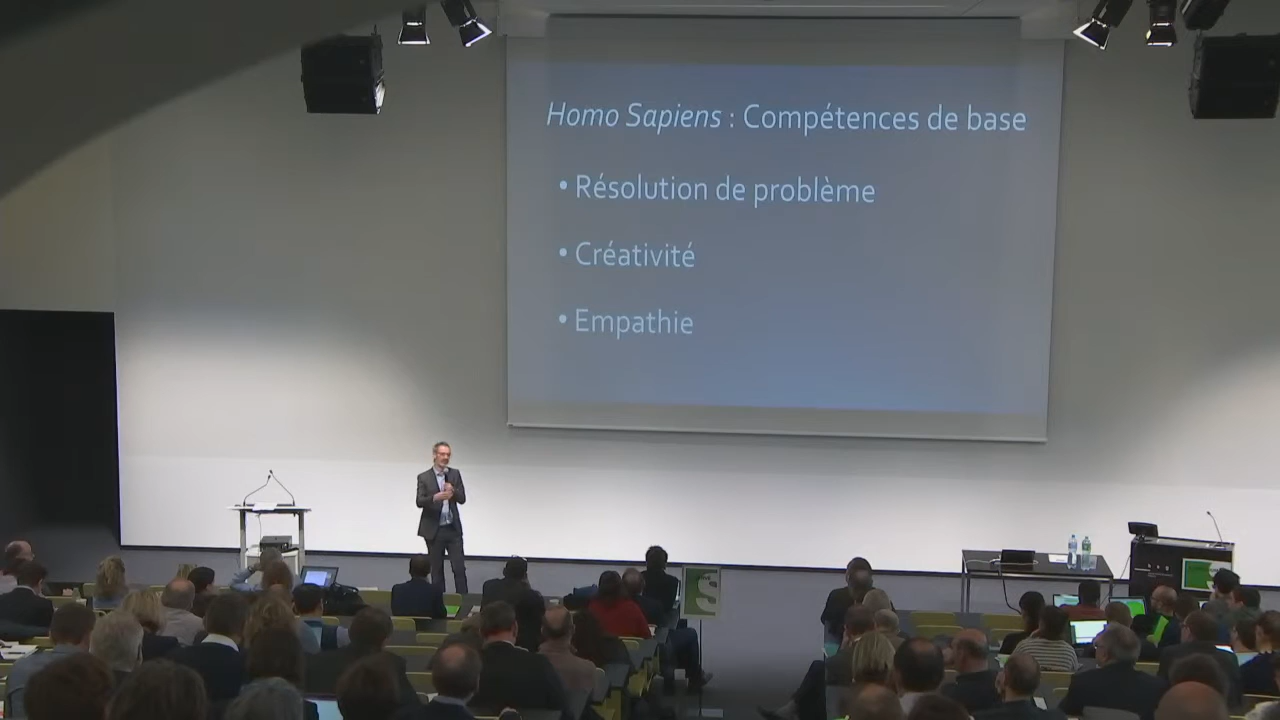 Homo Sapiens : Compétences de base
• Résolution de problème
• Créativité
• Empathie